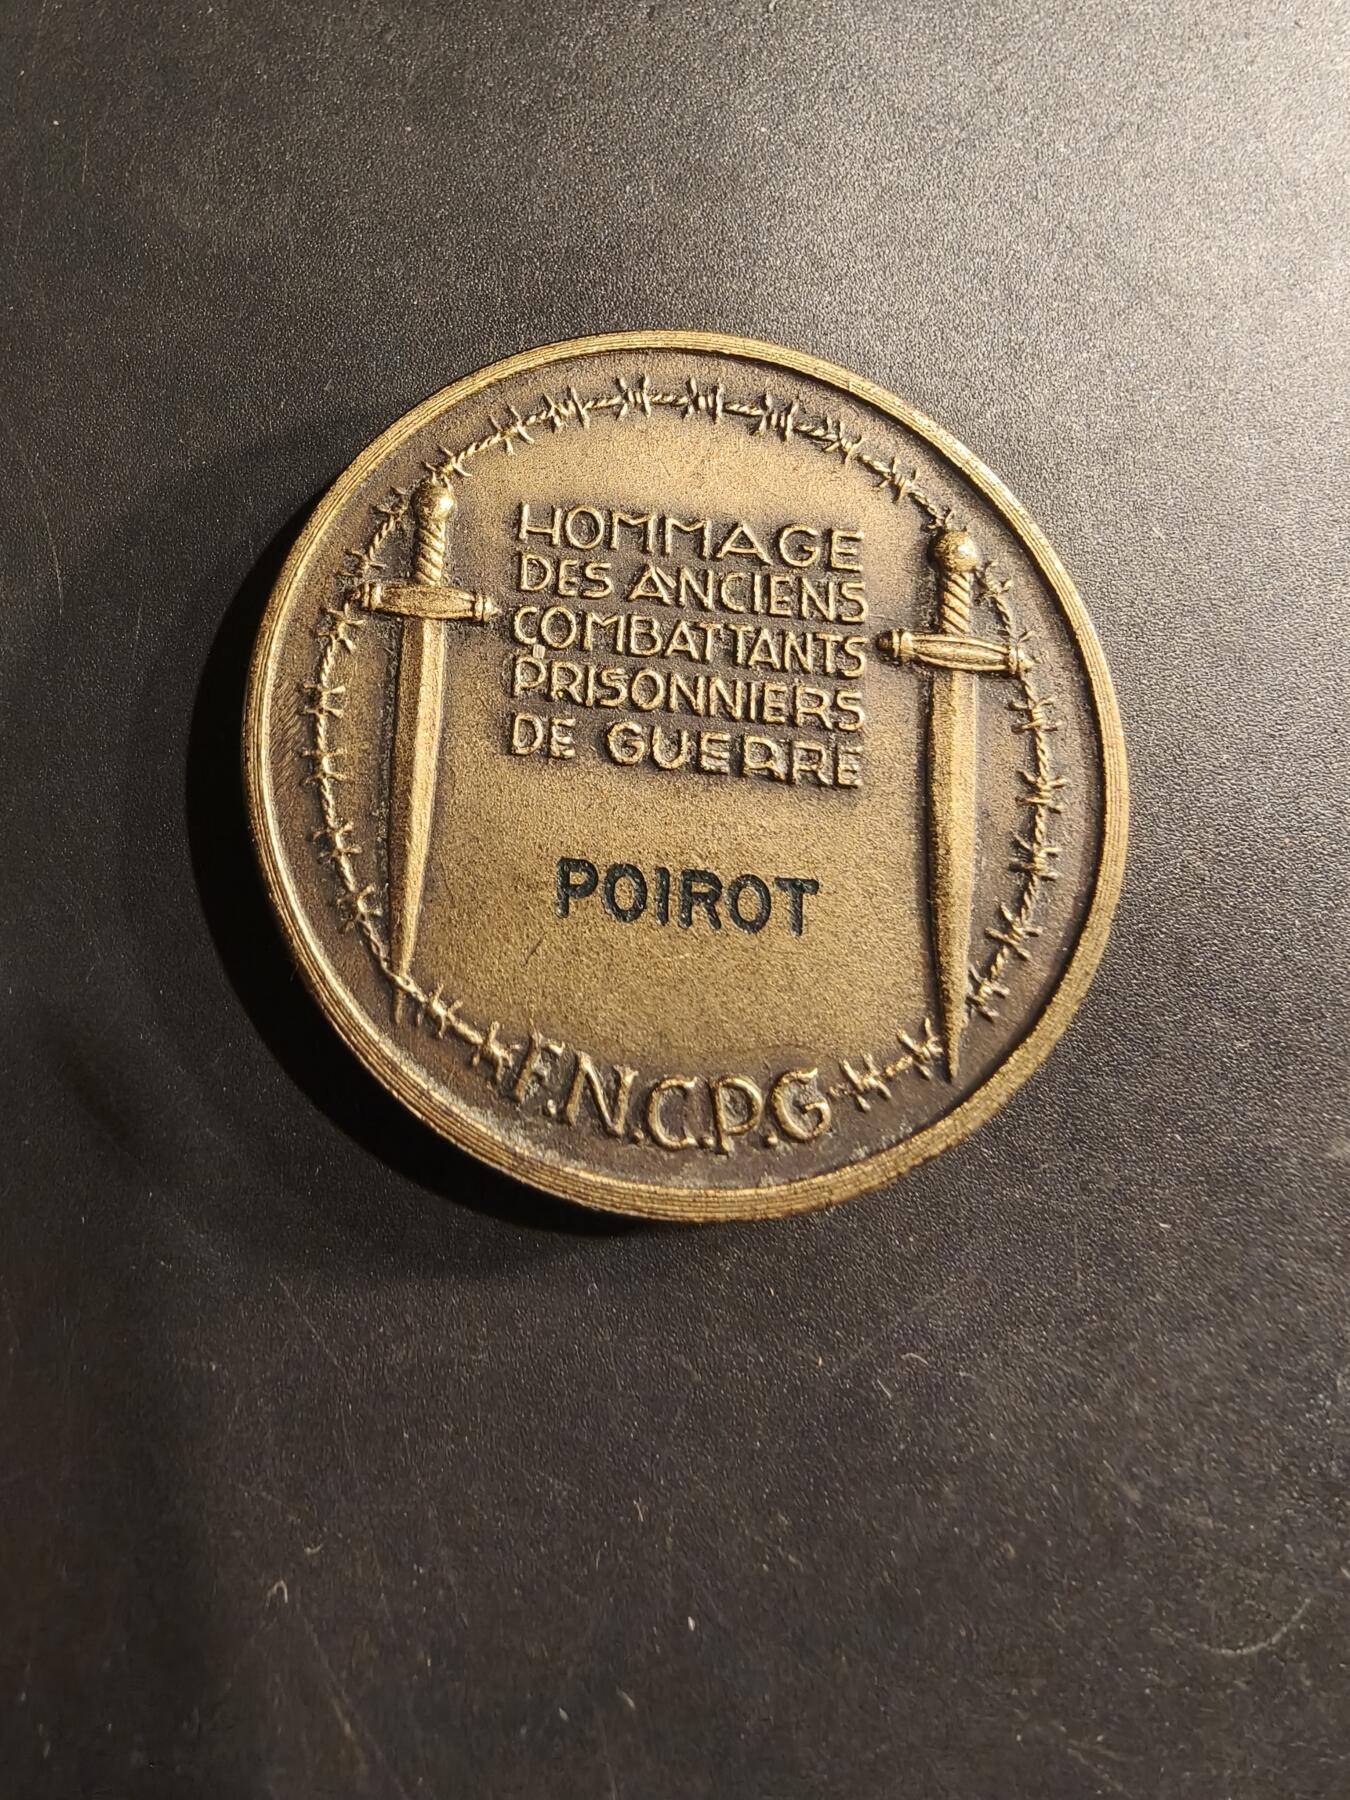 HOMMAGE
DES ANCIENS
COMBATTANTS
PRISONNIERS
DE GUERRE
POIROT
F.N.C.P.G